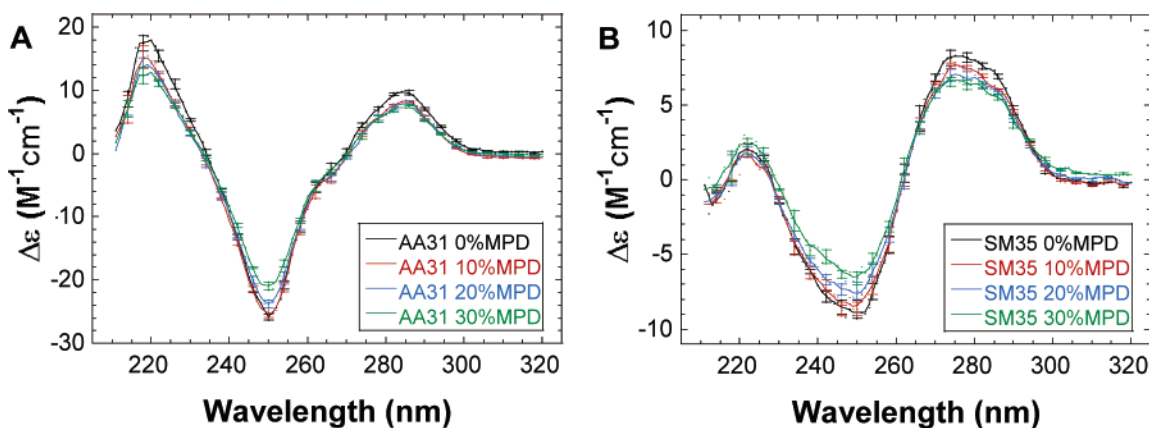 A
20
10
0
-10
-20
-30
Δε (M⁻¹cm⁻¹)
AA31 0%MPD
AA31 10%MPD
AA31 20%MPD
AA31 30%MPD
220 240 260 280 300 320
Wavelength (nm)
B
10
5
0
-5
-10
Δε (M⁻¹cm⁻¹)
SM35 0%MPD
SM35 10%MPD
SM35 20%MPD
SM35 30%MPD
220 240 260 280 300 320
Wavelength (nm)